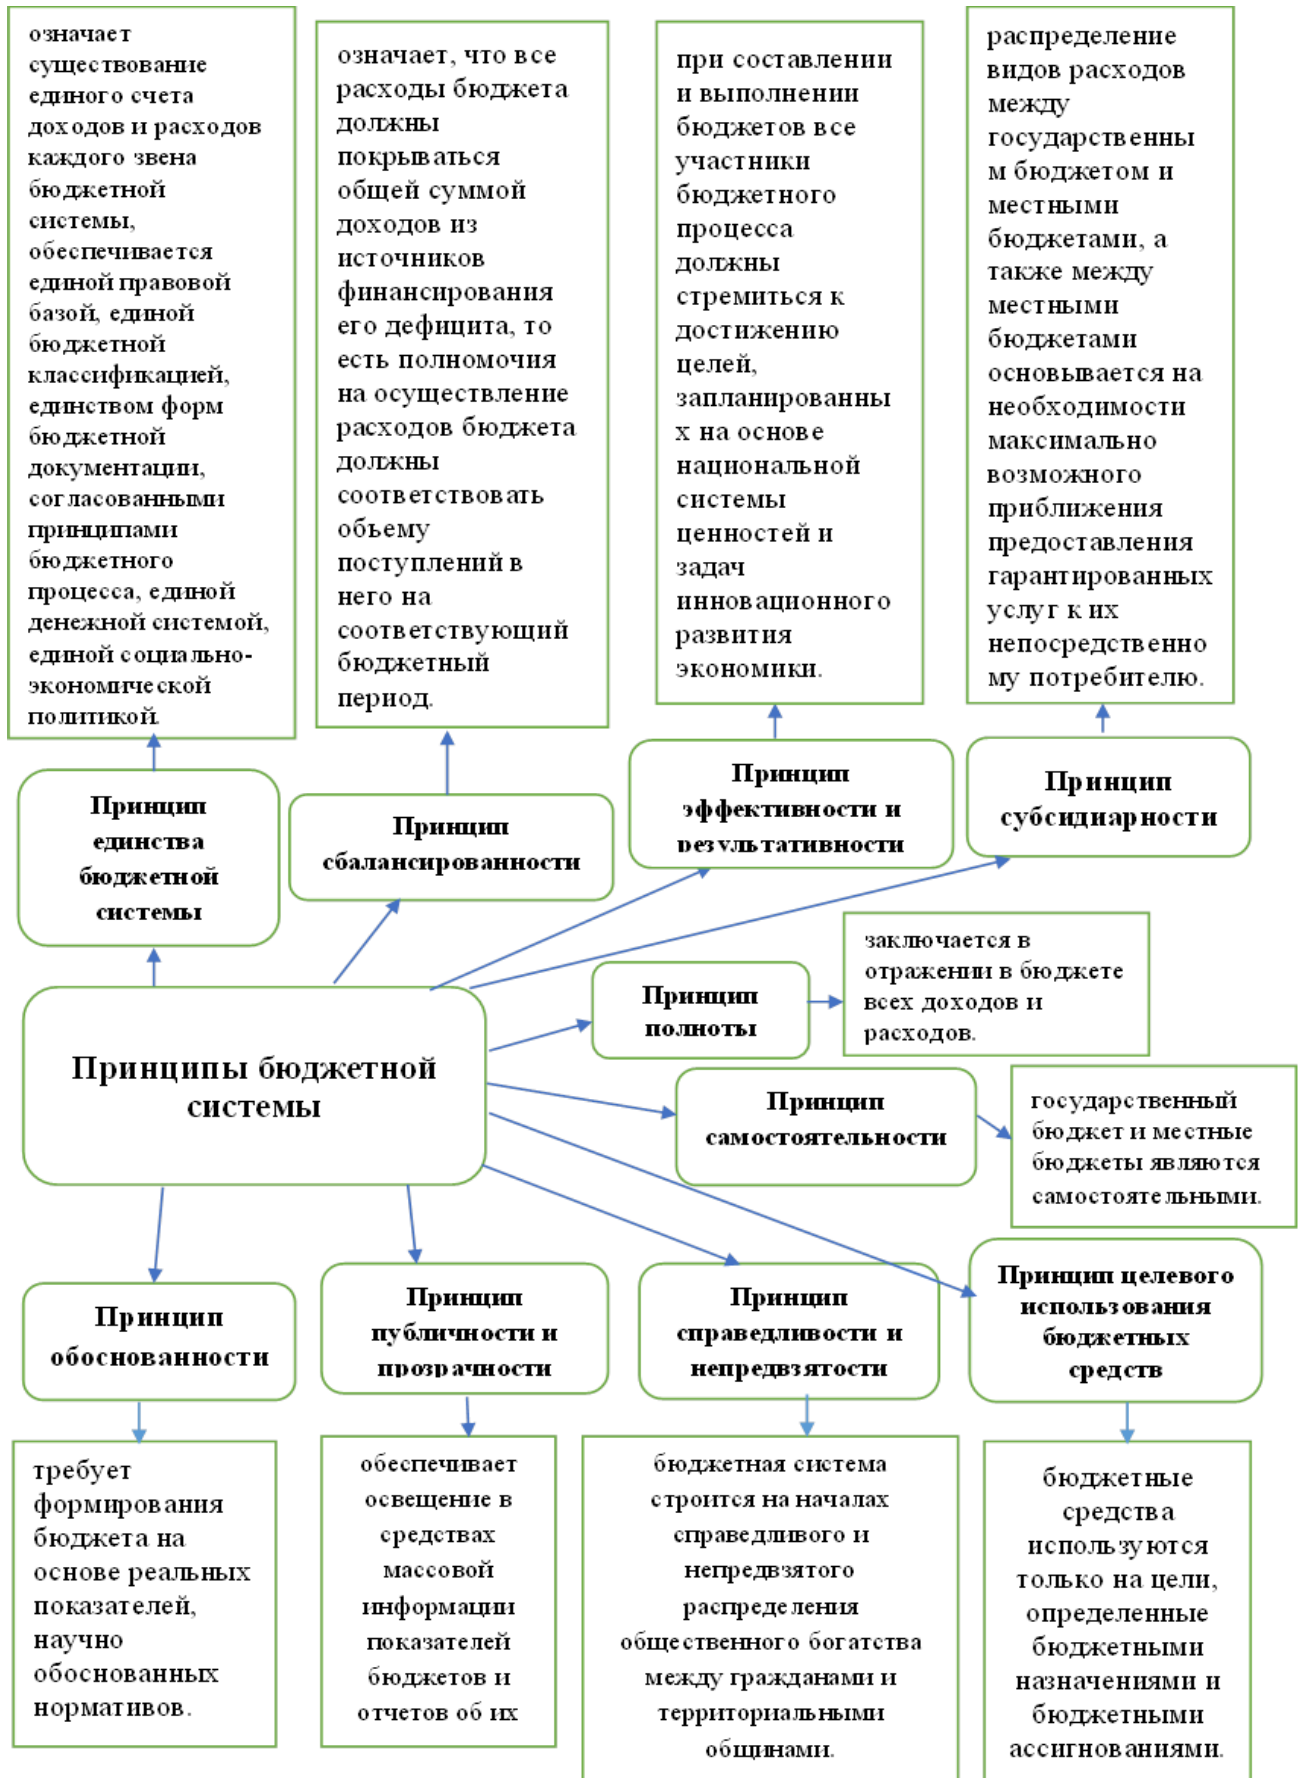 означает
существование
единого счета
доходов и расходов
каждого звена
бюджетной
системы,
обеспечивается
единой правовой
базой, единой
бюджетной
классификацией,
единством форм
бюджетной
документации,
согласованными
принципами
бюджетного
процесса, единой
денежной системой,
единой социально-
экономической
политикой.
означает, что все
расходы бюджета
должны
покрываться
общей суммой
доходов из
источников
финансирования
его дефицита, то
есть полномочия
на осуществление
расходов бюджета
должны
соответствовать
обьему
поступлений в
него на
соответствующий
бюджетный
период.
при составлении
и выполнении
бюджетов все
участники
бюджетного
процесса
должны
стремиться к
достижению
целей,
запланированны
х на основе
национальной
системы
ценностей и
задач
инновационного
развития
экономики.
распределение
видов расходов
между
государственны
м бюджетом и
местными
бюджетами, а
также между
местными
бюджетами
основывается на
необходимости
максимально
возможного
приближения
предоставления
гарантированных
услуг к их
непосредственно
му потребителю.
Принцип
единства
бюджетной
системы
Принцип
сбалансированности
Принцип
эффективности и
результативности
Принцип
субсидиарности
Принцип
полноты
заключается в
отражении в бюджете
всех доходов и
расходов.
Принципы бюджетной
системы
Принцип
самостоятельности
государственный
бюджет и местные
бюджеты являются
самостоятельными.
Принцип
обоснованности
Принцип
публичности и
прозрачности
Принцип
справедливости и
непредвзятости
Принцип целевого
использования
бюджетных
средств
требует
формирования
бюджета на
основе реальных
показателей,
научно
обоснованных
нормативов.
обеспечивает
освещение в
средствах
массовой
информации
показателей
бюджетов и
отчетов об их
бюджетная система
строится на началах
справедливого и
непредвзятого
распределения
общественного богатства
между гражданами и
территориальными
общинами.
бюджетные
средства
используются
только на цели,
определенные
бюджетными
назначениями и
бюджетными
ассигнованиями.